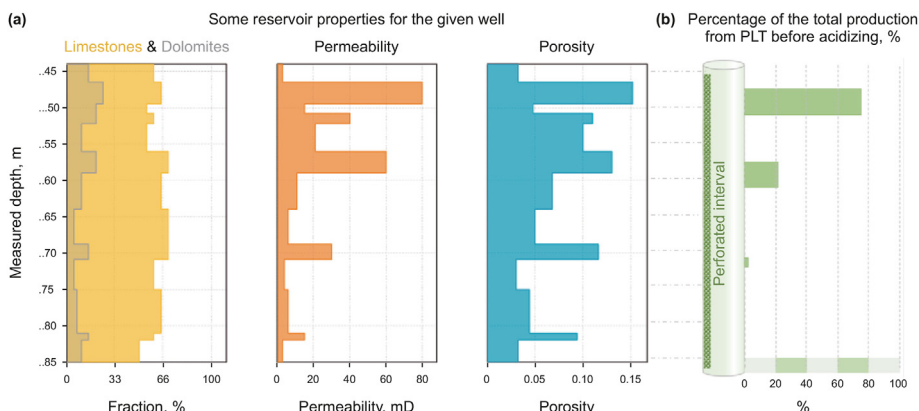 (a)
Some reservoir properties for the given well
Limestones & Dolomites
Permeability
Porosity
Measured depth, m
.45
..50
.55
.60
.65
.70
.75
.80
.85
0 33 66 100
Fraction, %
0 20 40 60 80
Permeability, mD
0 0.05 0.10 0.15
Porosity
(b)
Percentage of the total production
from PLT before acidizing, %
Perforated interval
0 20 40 60 80 100
%